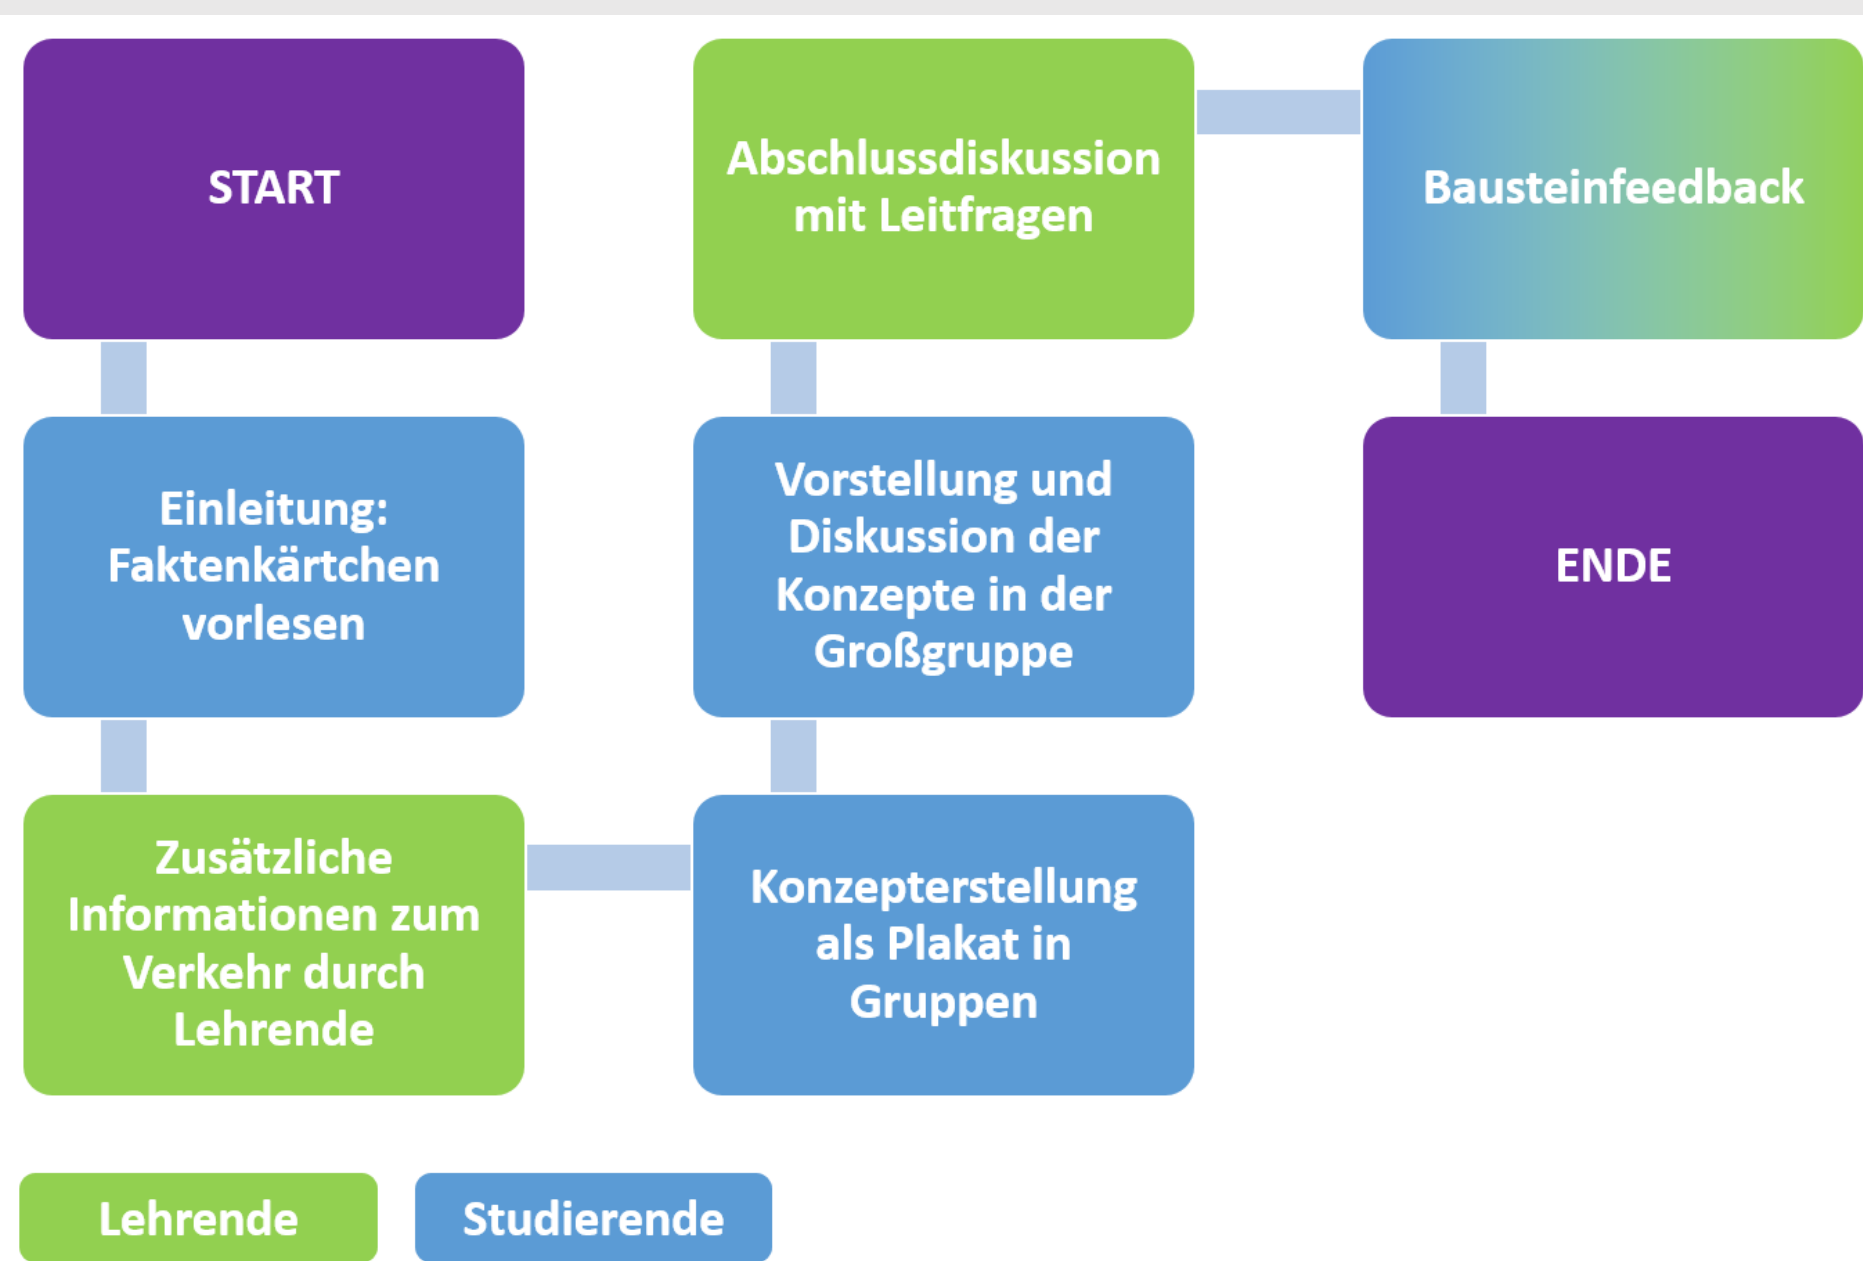 START
Einleitung:
Faktenkärtchen
vorlesen
Zusätzliche
Informationen zum
Verkehr durch
Lehrende
Konzepterstellung
als Plakat in
Gruppen
Vorstellung und
Diskussion der
Konzepte in der
Großgruppe
Abschlussdiskussion
mit Leitfragen
Bausteinfeedback
ENDE
Lehrende
Studierende